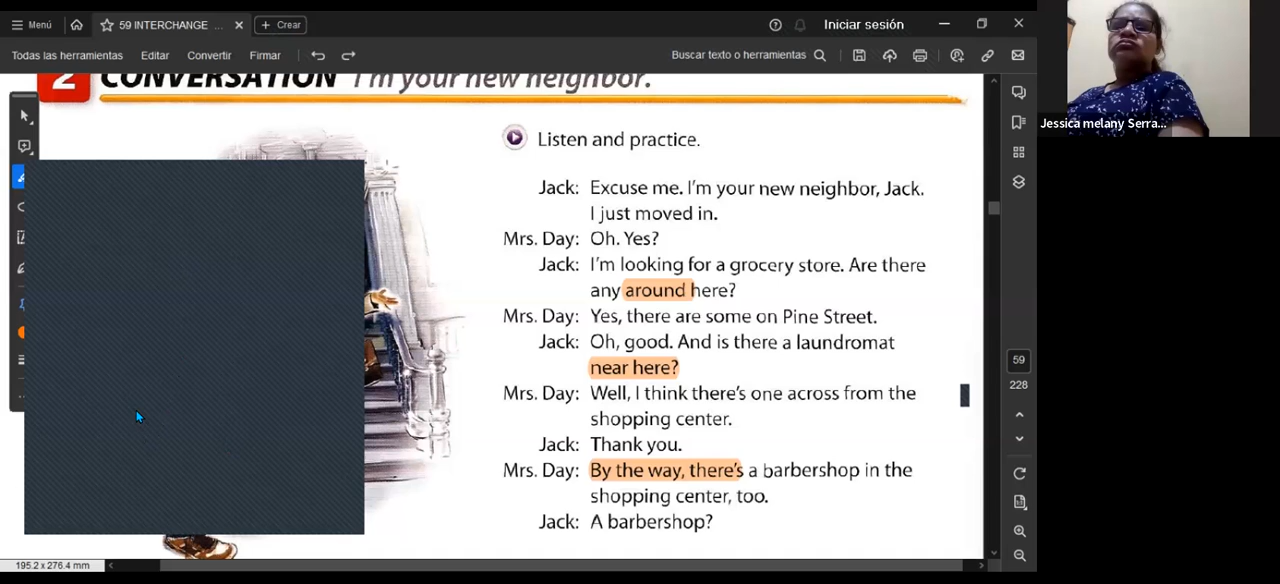 Menú
59 INTERCHANGE ...
Crear
Iniciar sesión
Todas las herramientas
Editar
Convertir
Firmar
Buscar texto o herramientas
2 CONVERSATION I'm your new neighbor.
Listen and practice.
Jack: Excuse me. I'm your new neighbor, Jack.
I just moved in.
Mrs. Day: Oh. Yes?
Jack: I'm looking for a grocery store. Are there
any around here?
Mrs. Day: Yes, there are some on Pine Street.
Jack: Oh, good. And is there a laundromat
near here?
Mrs. Day: Well, I think there's one across from the
shopping center.
Jack: Thank you.
Mrs. Day: By the way, there's a barbershop in the
shopping center, too.
Jack: A barbershop?
59
228
195.2 x 276.4 mm
Jessica melany Serra...